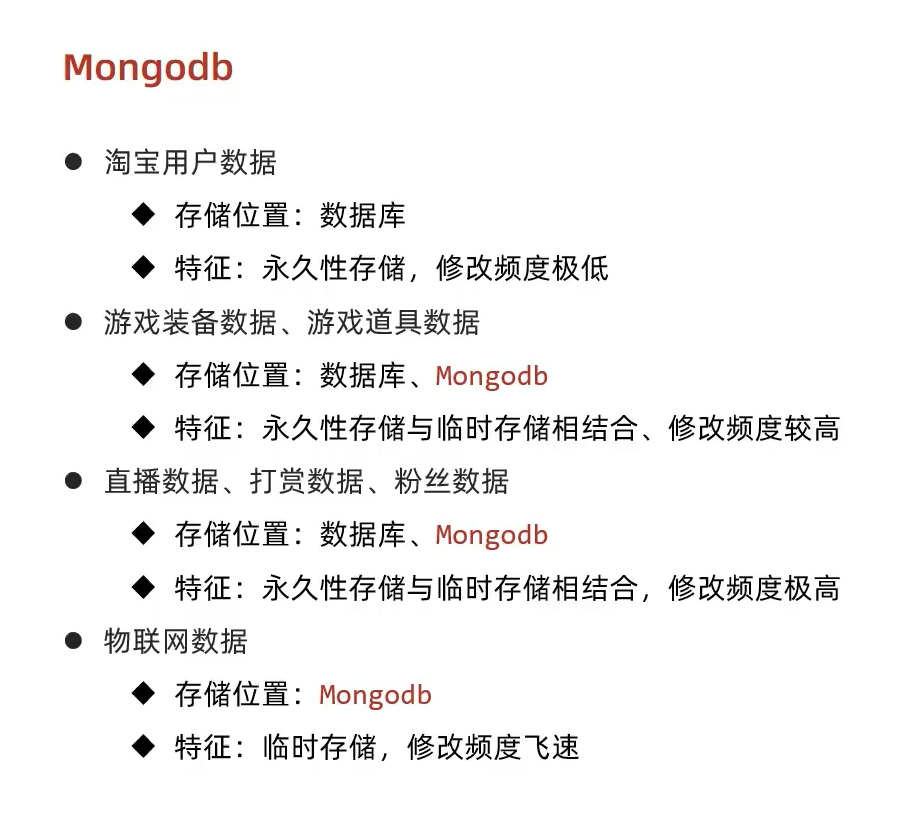 Mongodb
● 淘宝用户数据
◆ 存储位置：数据库
◆ 特征：永久性存储，修改频度极低
● 游戏装备数据、游戏道具数据
◆ 存储位置：数据库、Mongodb
◆ 特征：永久性存储与临时存储相结合、修改频度较高
● 直播数据、打赏数据、粉丝数据
◆ 存储位置：数据库、Mongodb
◆ 特征：永久性存储与临时存储相结合，修改频度极高
● 物联网数据
◆ 存储位置：Mongodb
◆ 特征：临时存储，修改频度飞速